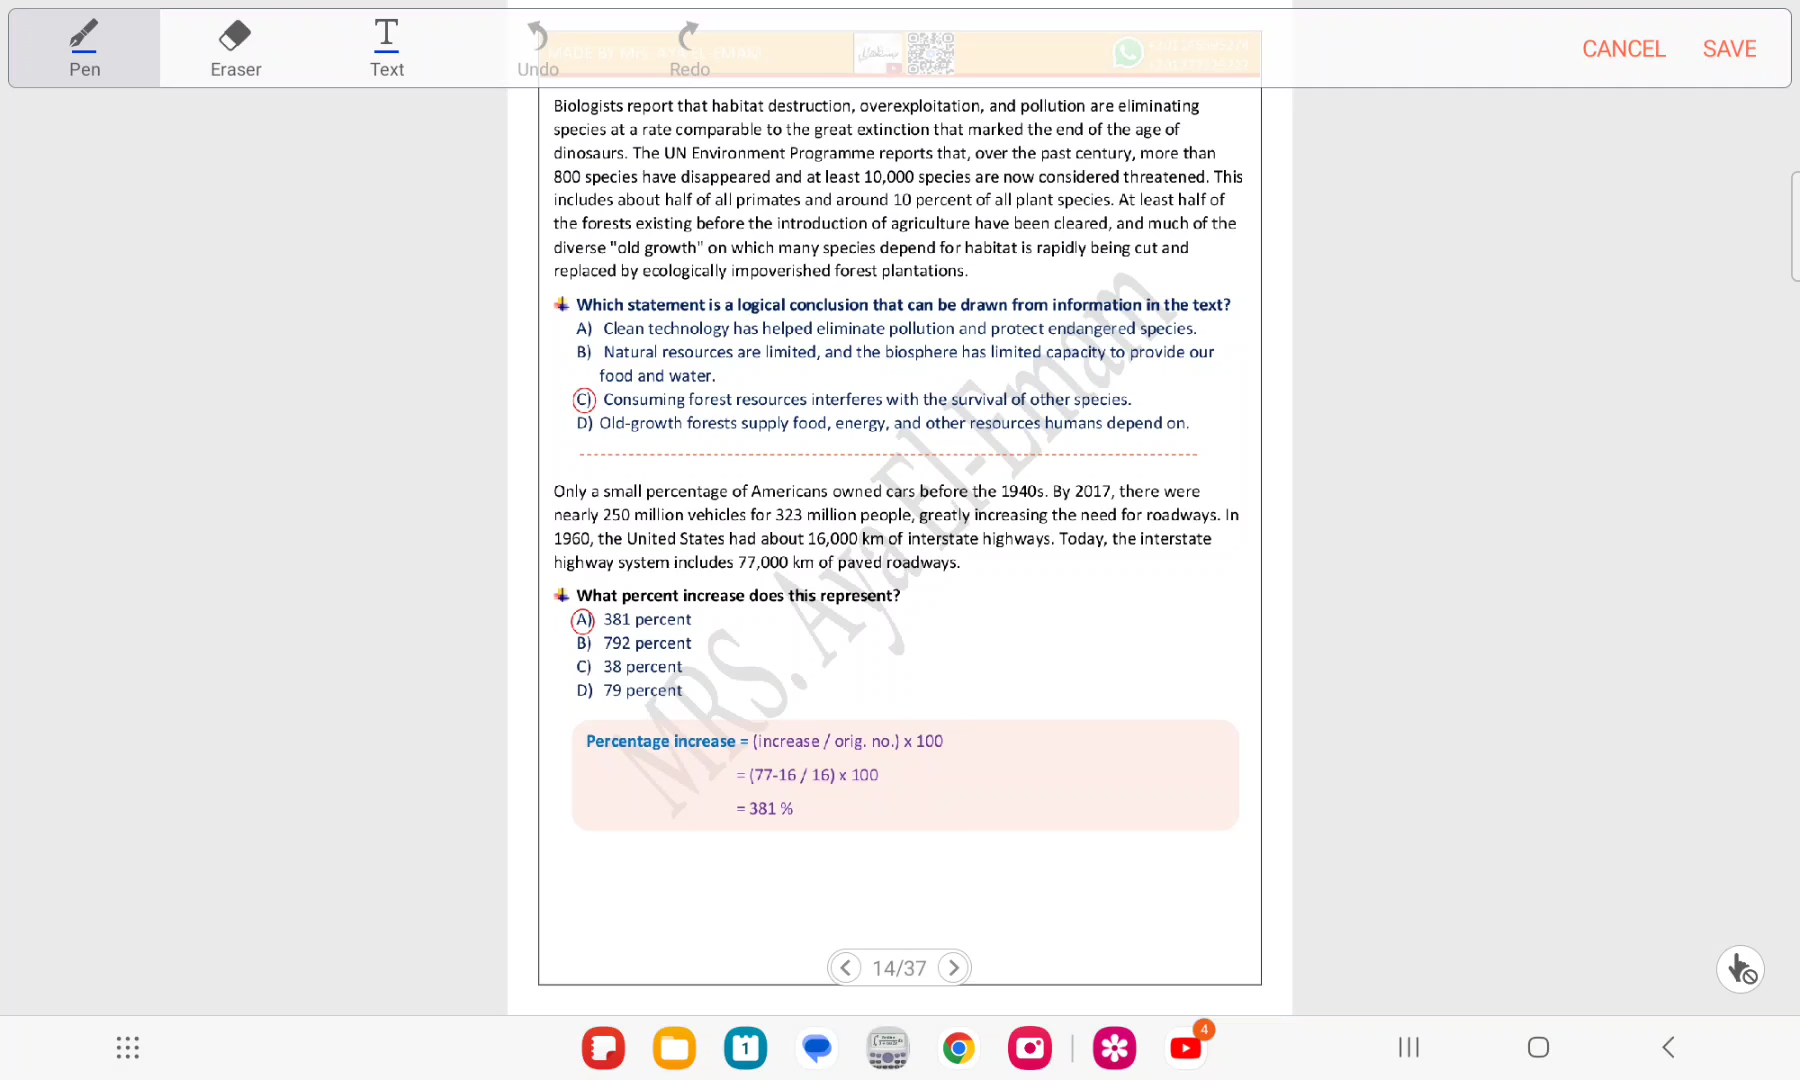 Pen
Eraser
Text
Undo
Redo
CANCEL
SAVE
MADE BY MRS. AYA EL-EMAM
Biologists report that habitat destruction, overexploitation, and pollution are eliminating
species at a rate comparable to the great extinction that marked the end of the age of
dinosaurs. The UN Environment Programme reports that, over the past century, more than
800 species have disappeared and at least 10,000 species are now considered threatened. This
includes about half of all primates and around 10 percent of all plant species. At least half of
the forests existing before the introduction of agriculture have been cleared, and much of the
diverse "old growth" on which many species depend for habitat is rapidly being cut and
replaced by ecologically impoverished forest plantations.
Which statement is a logical conclusion that can be drawn from information in the text?
A) Clean technology has helped eliminate pollution and protect endangered species.
B) Natural resources are limited, and the biosphere has limited capacity to provide our
food and water.
C) Consuming forest resources interferes with the survival of other species.
D) Old-growth forests supply food, energy, and other resources humans depend on.
Only a small percentage of Americans owned cars before the 1940s. By 2017, there were
nearly 250 million vehicles for 323 million people, greatly increasing the need for roadways. In
1960, the United States had about 16,000 km of interstate highways. Today, the interstate
highway system includes 77,000 km of paved roadways.
What percent increase does this represent?
A) 381 percent
B) 792 percent
C) 38 percent
D) 79 percent
Percentage increase = (increase / orig. no.) x 100
= (77-16 / 16) x 100
= 381 %
MRS. Aya El-Emam
14/37
1
4